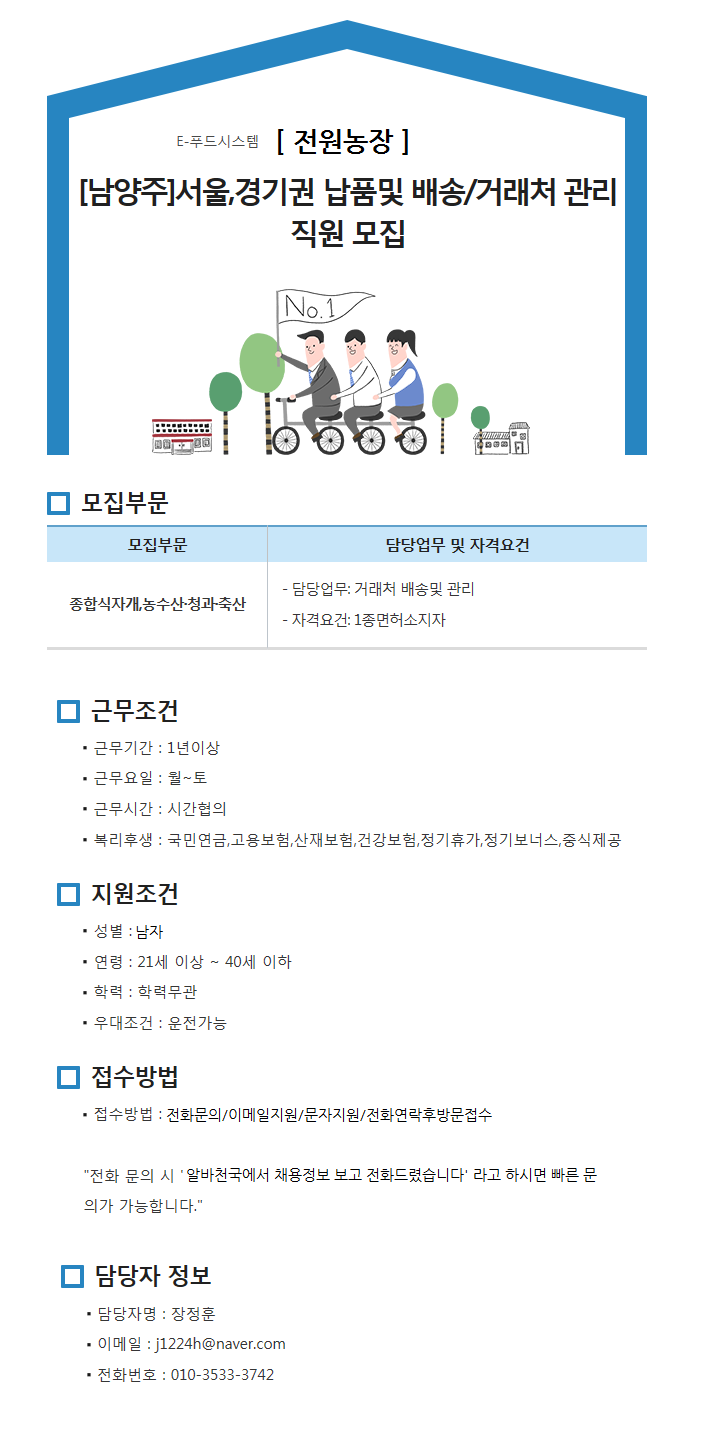 E-푸드시스템 [ 전원농장 ]
[남양주]서울,경기권 납품및 배송/거래처 관리
직원 모집
No.1
모집부문
모집부문 담당업무 및 자격요건
종합식자개,농수산·청과·축산
- 담당업무: 거래처 배송및 관리
- 자격요건: 1종면허소지자
근무조건
▪ 근무기간 : 1년이상
▪ 근무요일 : 월~토
▪ 근무시간 : 시간협의
▪ 복리후생 : 국민연금,고용보험,산재보험,건강보험,정기휴가,정기보너스,중식제공
지원조건
▪ 성별 : 남자
▪ 연령 : 21세 이상 ~ 40세 이하
▪ 학력 : 학력무관
▪ 우대조건 : 운전가능
접수방법
▪ 접수방법 : 전화문의/이메일지원/문자지원/전화연락후방문접수
"전화 문의 시 '알바천국에서 채용정보 보고 전화드렸습니다' 라고 하시면 빠른 문
의가 가능합니다."
담당자 정보
▪ 담당자명 : 장정훈
▪ 이메일 : j1224h@naver.com
▪ 전화번호 : 010-3533-3742